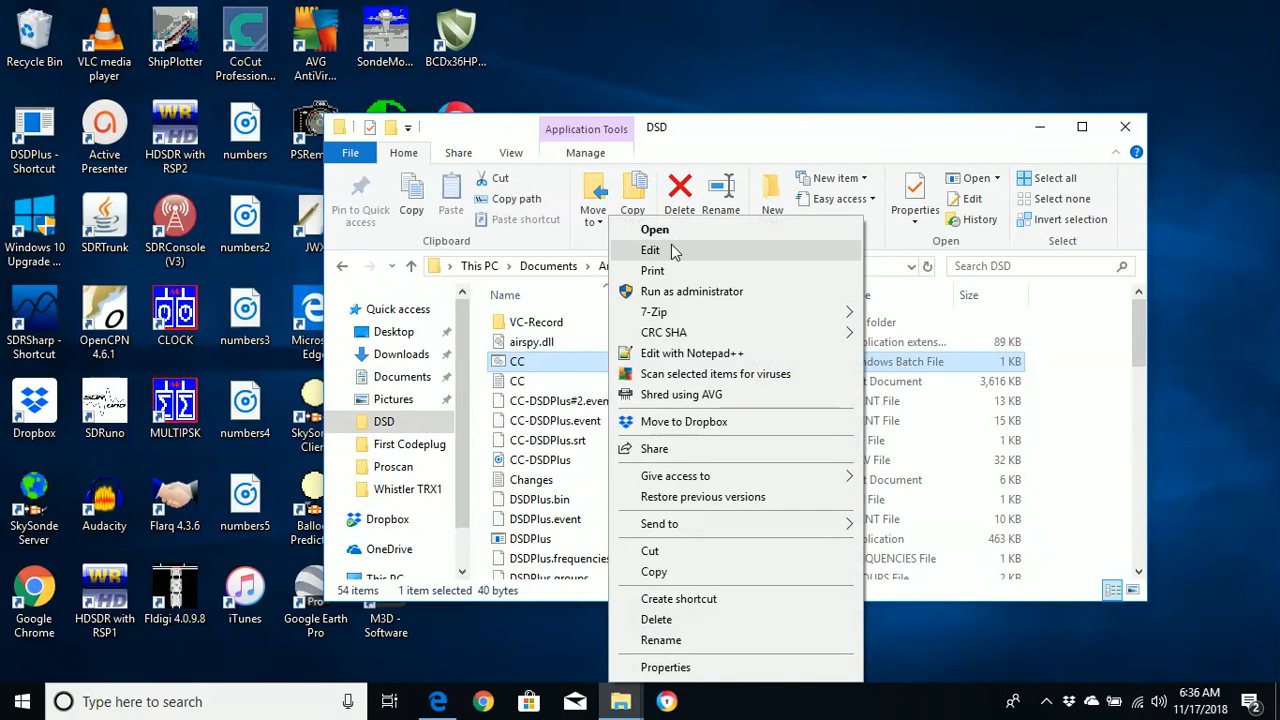 Recycle Bin
VLC media player
ShipPlotter
CoCut Profession...
AVG AntiVir...
SondeMo...
BCDx36HP...
DSDPlus - Shortcut
Active Presenter
HDSDR with RSP2
numbers
PSRem
Windows 10 Upgrade ...
SDRTrunk
SDRConsole (V3)
numbers2
JWX
SDRSharp - Shortcut
OpenCPN 4.6.1
CLOCK
numbers3
Micros
Edge
Dropbox
SDRuno
MULTIPSK
numbers4
SkySon
Client
SkySonde Server
Audacity
Flarq 4.3.6
numbers5
Balloo
Predict
Google Chrome
HDSDR with RSP1
Fldigi 4.0.9.8
iTunes
Google Earth Pro
M3D - Software
Application Tools
DSD
File
Home
Share
View
Manage
Pin to Quick access
Copy
Paste
Cut
Copy path
Paste shortcut
Clipboard
Move to
Copy
Delete
Rename
New
New item
Easy access
Properties
Open
Edit
History
Open
Select all
Select none
Invert selection
Select
This PC
Documents
Search DSD
Quick access
Desktop
Downloads
Documents
Pictures
DSD
First Codeplug
Proscan
Whistler TRX1
Dropbox
OneDrive
This PC
Name
Size
VC-Record
folder
airpy.dll
plication extens...
89 KB
CC
ndows Batch File
1 KB
CC
t Document
3,616 KB
CC-DSDPlus#2.even
NT File
13 KB
CC-DSDPlus.event
NT File
15 KB
CC-DSDPlus.srt
File
1 KB
CC-DSDPlus
V File
32 KB
Changes
t Document
6 KB
DSDPlus.bin
File
1 KB
DSDPlus.event
NT File
10 KB
DSDPlus
plication
463 KB
DSDPlus.frequencies
EQUENCIES File
1 KB
DSDPlus.groups
OUPS File
2 KB
54 items
1 item selected
40 bytes
Open
Edit
Print
Run as administrator
7-Zip
CRC SHA
Edit with Notepad++
Scan selected items for viruses
Shred using AVG
Move to Dropbox
Share
Give access to
Restore previous versions
Send to
Cut
Copy
Create shortcut
Delete
Rename
Properties
Type here to search
6:36 AM
11/17/2018
2